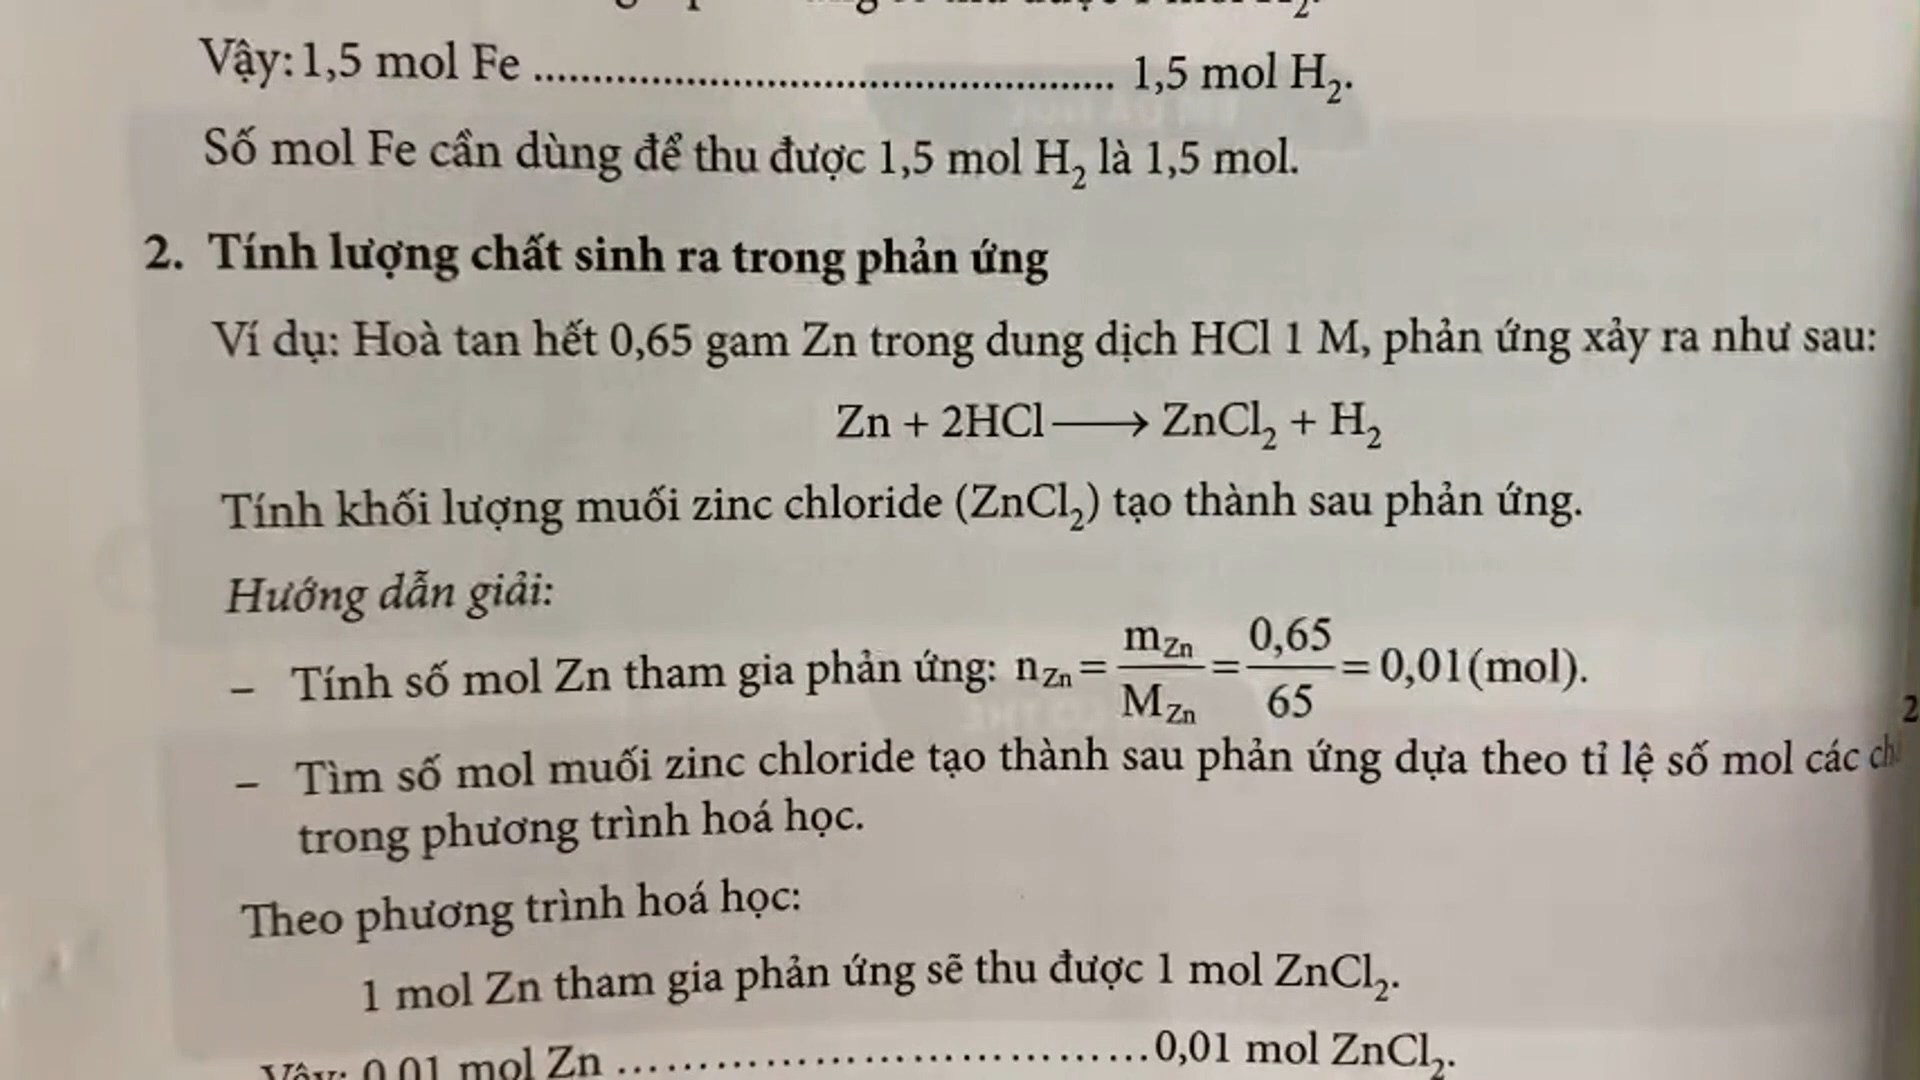 Vậy: 1,5 mol Fe ................................................ 1,5 mol H₂.
Số mol Fe cần dùng để thu được 1,5 mol H₂ là 1,5 mol.
2. Tính lượng chất sinh ra trong phản ứng
Ví dụ: Hoà tan hết 0,65 gam Zn trong dung dịch HCl 1 M, phản ứng xảy ra như sau:
Zn + 2HCl ⟶ ZnCl₂ + H₂
Tính khối lượng muối zinc chloride (ZnCl₂) tạo thành sau phản ứng.
Hướng dẫn giải:
– Tính số mol Zn tham gia phản ứng: n_Zn = m_Zn/M_Zn = 0,65/65 = 0,01(mol).
– Tìm số mol muối zinc chloride tạo thành sau phản ứng dựa theo tỉ lệ số mol các
trong phương trình hoá học.
Theo phương trình hoá học:
1 mol Zn tham gia phản ứng sẽ thu được 1 mol ZnCl₂.
Vậy: 0,01 mol Zn .................................0,01 mol ZnCl₂.